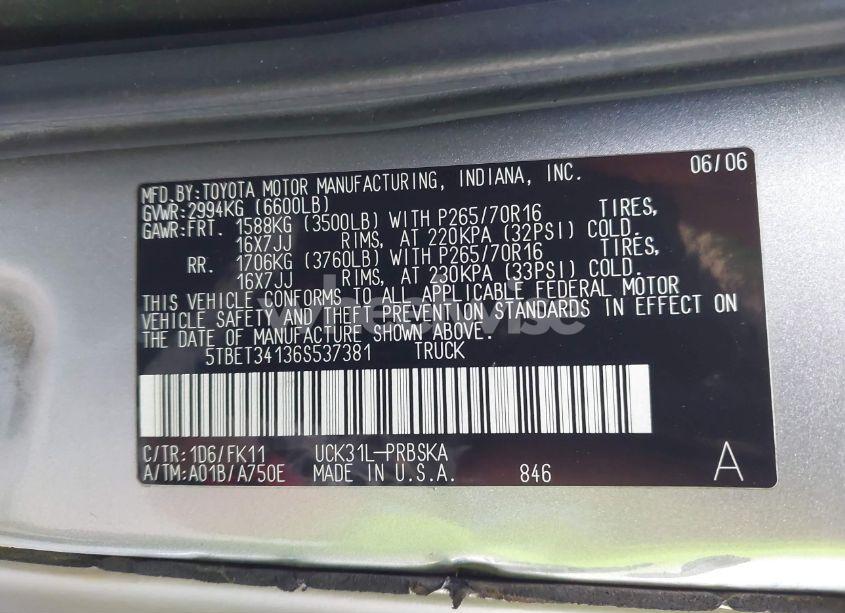 06/06
MFD.BY:TOYOTA MOTOR MANUFACTURING, INDIANA, INC.
GVWR:2994KG (6600LB)
GAWR:FRT. 1588KG (3500LB) WITH P265/70R16 TIRES,
16X7JJ RIMS, AT 220KPA (32PSI) COLD.
RR. 1706KG (3760LB) WITH P265/70R16 TIRES,
16X7JJ RIMS, AT 230KPA (33PSI) COLD.
THIS VEHICLE CONFORMS TO ALL APPLICABLE FEDERAL MOTOR
VEHICLE SAFETY AND THEFT PREVENTION STANDARDS IN EFFECT ON
THE DATE OF MANUFACTURE SHOWN ABOVE.
5TBET34136S537381 TRUCK
C/TR:1D6/FK11 UCK31L-PRBSKA
A/TM:A01B/A750E MADE IN U.S.A. 846 A